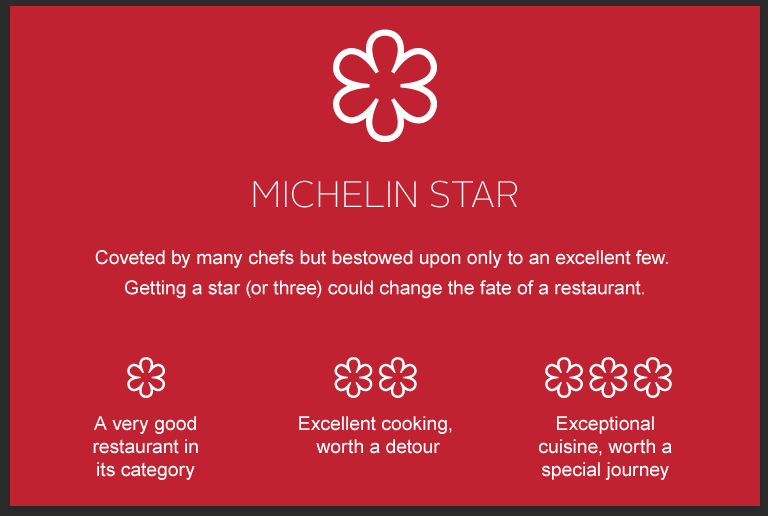 MICHELIN STAR
Coveted by many chefs but bestowed upon only to an excellent few.
Getting a star (or three) could change the fate of a restaurant.
A very good
restaurant in
its category
Excellent cooking,
worth a detour
Exceptional
cuisine, worth a
special journey